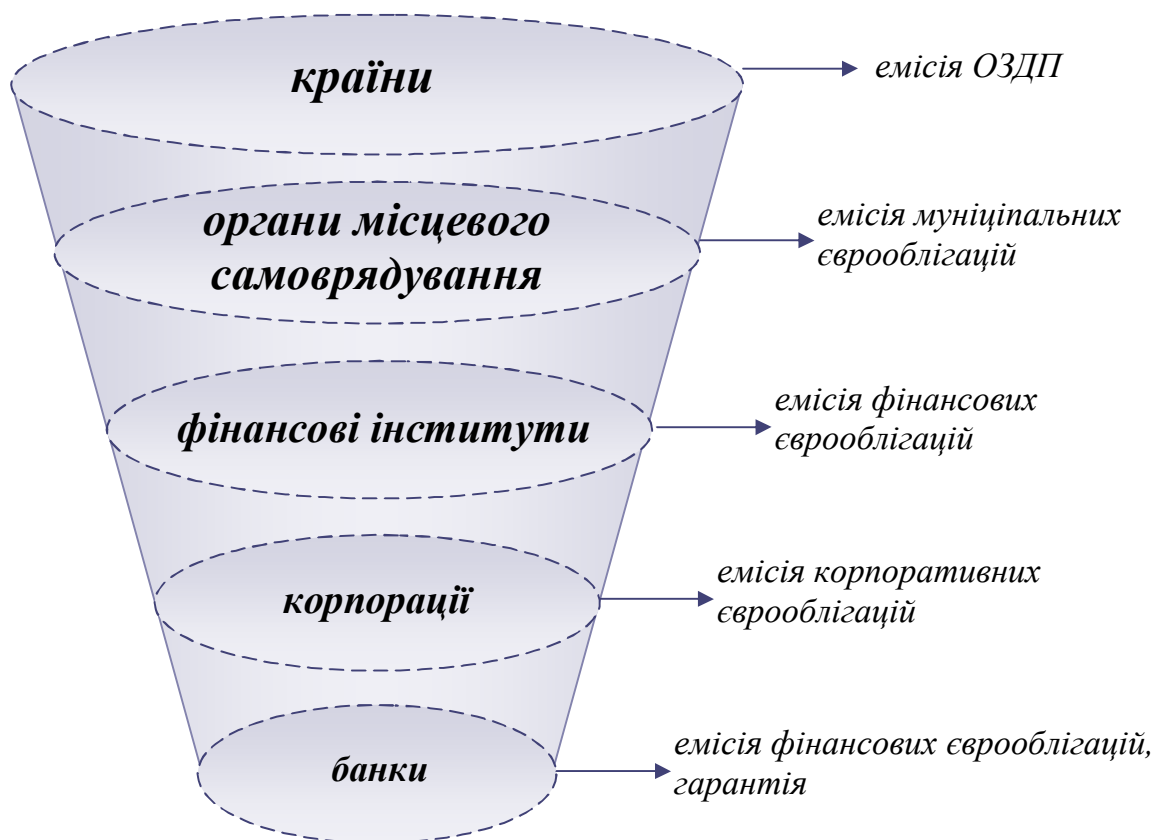 країни
емісія ОЗДП
органи місцевого
самоврядування
емісія муніципальних
єврооблігацій
фінансові інститути
емісія фінансових
єврооблігацій
корпорації
емісія корпоративних
єврооблігацій
банки
емісія фінансових єврооблігацій,
гарантія